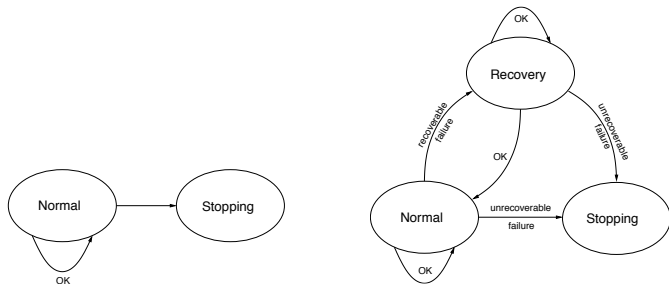 Normal
Stopping
OK
OK
Recovery
recoverable
failure
unrecoverable
failure
OK
Normal
unrecoverable
failure
Stopping
OK